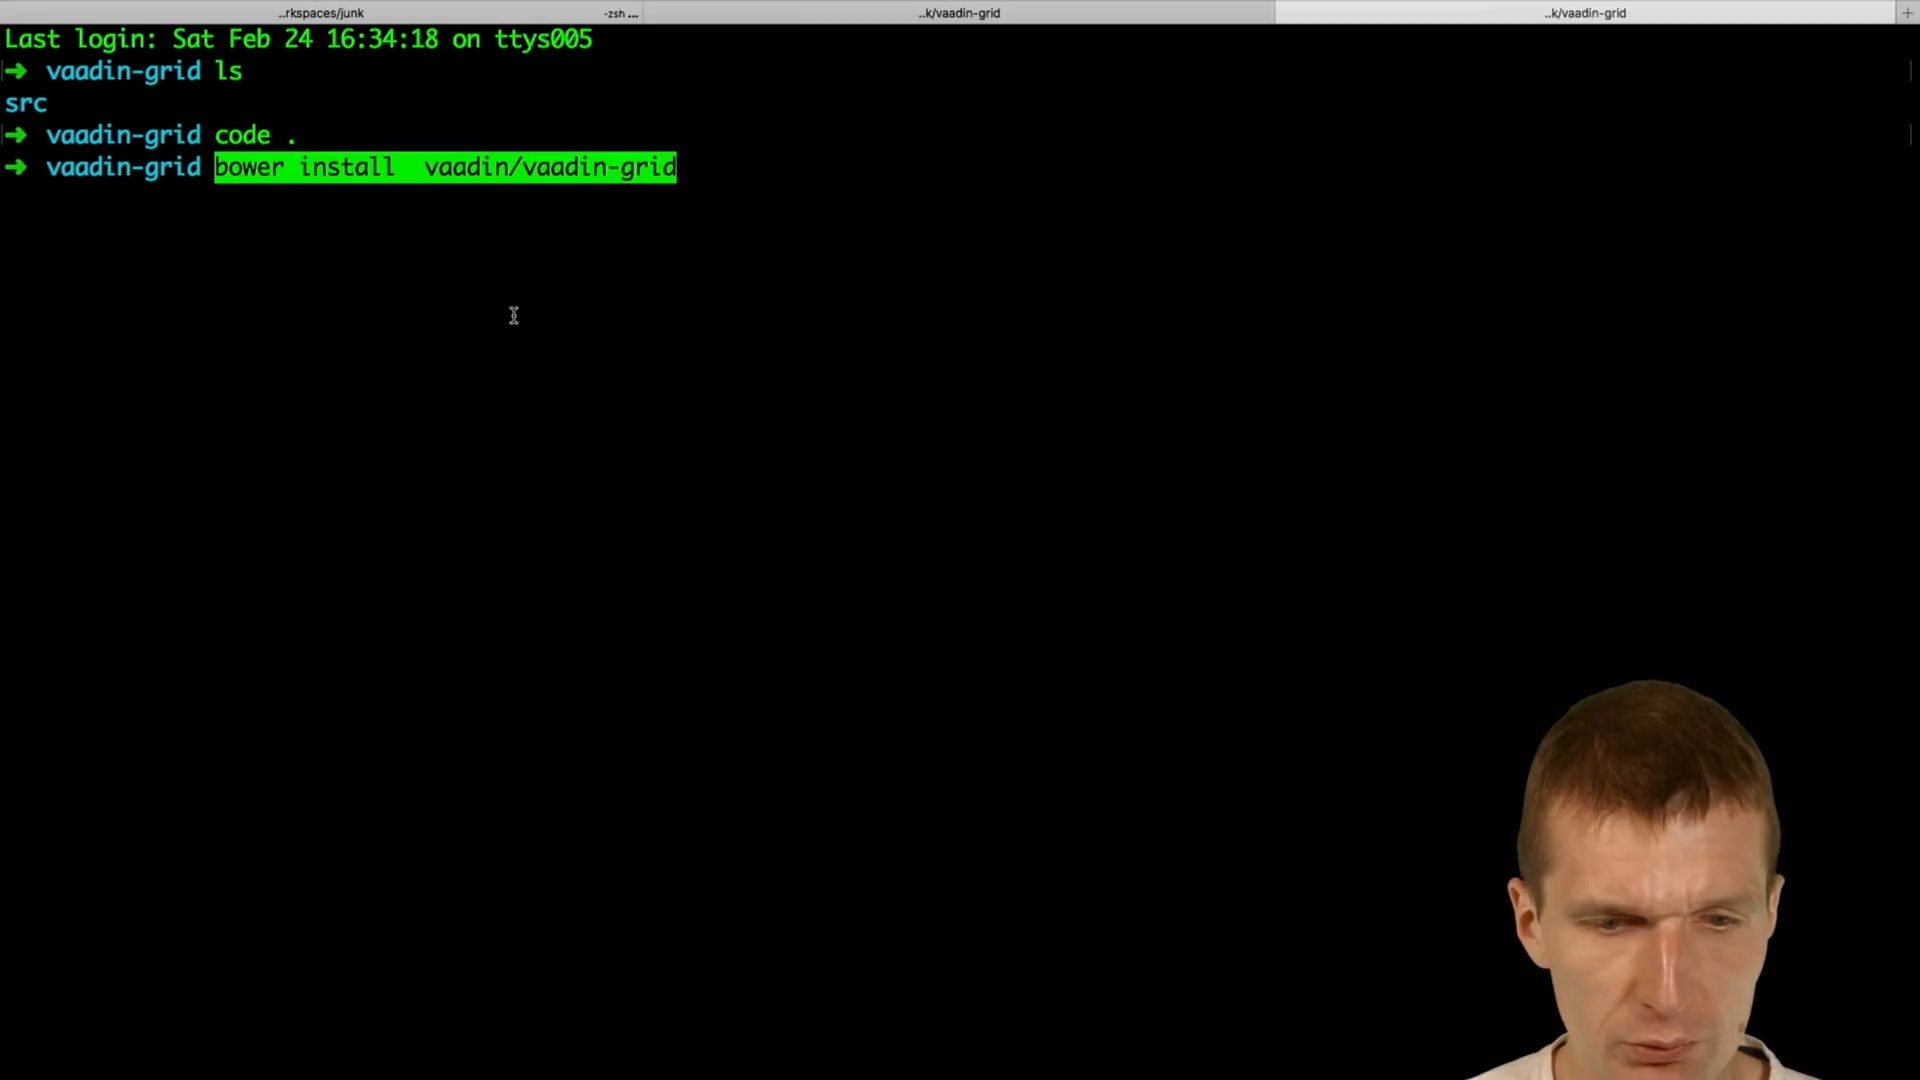 ..rkspaces/junk -zsh ... ..k/vaadin-grid ..k/vaadin-grid +
Last login: Sat Feb 24 16:34:18 on ttys005
➜ vaadin-grid ls
src
➜ vaadin-grid code .
➜ vaadin-grid bower install  vaadin/vaadin-grid